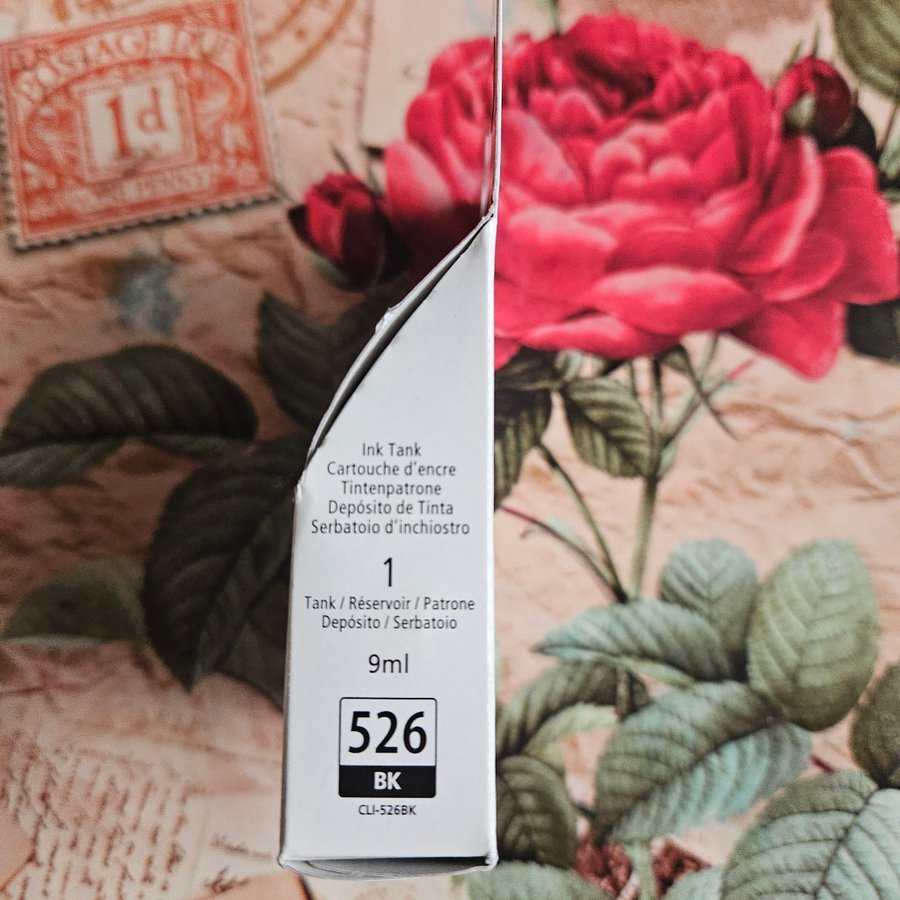 POSTAGE DUE
1d
Ink Tank
Cartouche d'encre
Tintenpatrone
Depósito de Tinta
Serbatoio d'inchiostro
1
Tank / Réservoir / Patrone
Depósito / Serbatoio
9ml
526
BK
CLI-526BK